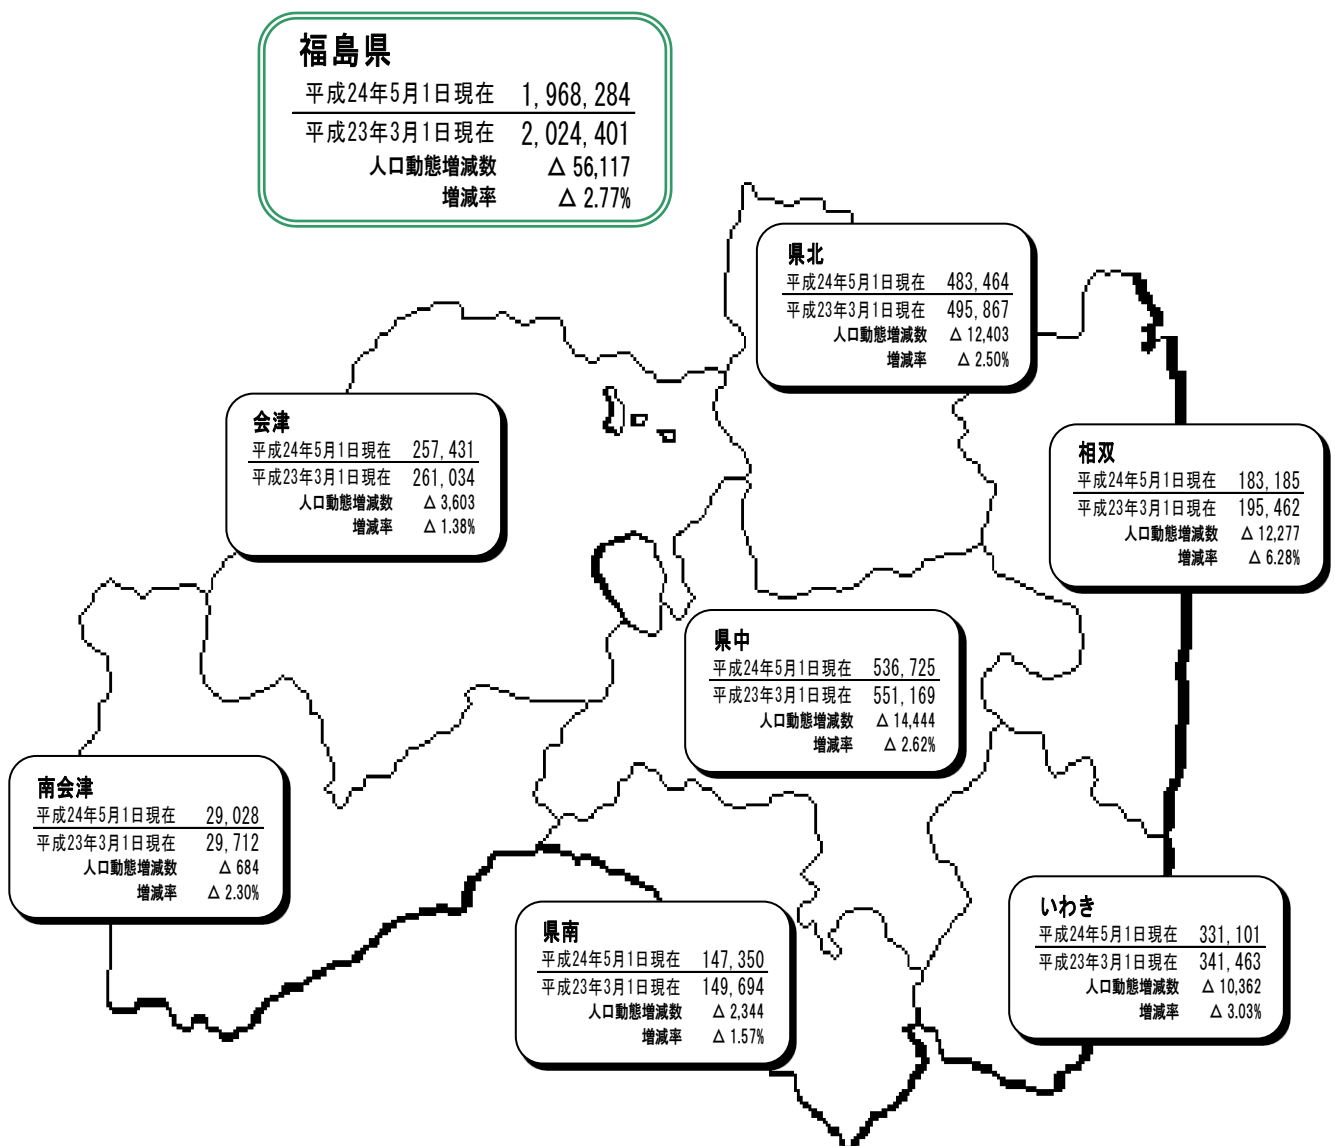 福島県
平成24年5月1日現在 1,968,284
平成23年3月1日現在 2,024,401
人口動態増減数 △ 56,117
増減率 △ 2.77%
県北
平成24年5月1日現在 483,464
平成23年3月1日現在 495,867
人口動態増減数 △ 12,403
増減率 △ 2.50%
会津
平成24年5月1日現在 257,431
平成23年3月1日現在 261,034
人口動態増減数 △ 3,603
増減率 △ 1.38%
相双
平成24年5月1日現在 183,185
平成23年3月1日現在 195,462
人口動態増減数 △ 12,277
増減率 △ 6.28%
県中
平成24年5月1日現在 536,725
平成23年3月1日現在 551,169
人口動態増減数 △ 14,444
増減率 △ 2.62%
南会津
平成24年5月1日現在 29,028
平成23年3月1日現在 29,712
人口動態増減数 △ 684
増減率 △ 2.30%
県南
平成24年5月1日現在 147,350
平成23年3月1日現在 149,694
人口動態増減数 △ 2,344
増減率 △ 1.57%
いわき
平成24年5月1日現在 331,101
平成23年3月1日現在 341,463
人口動態増減数 △ 10,362
増減率 △ 3.03%